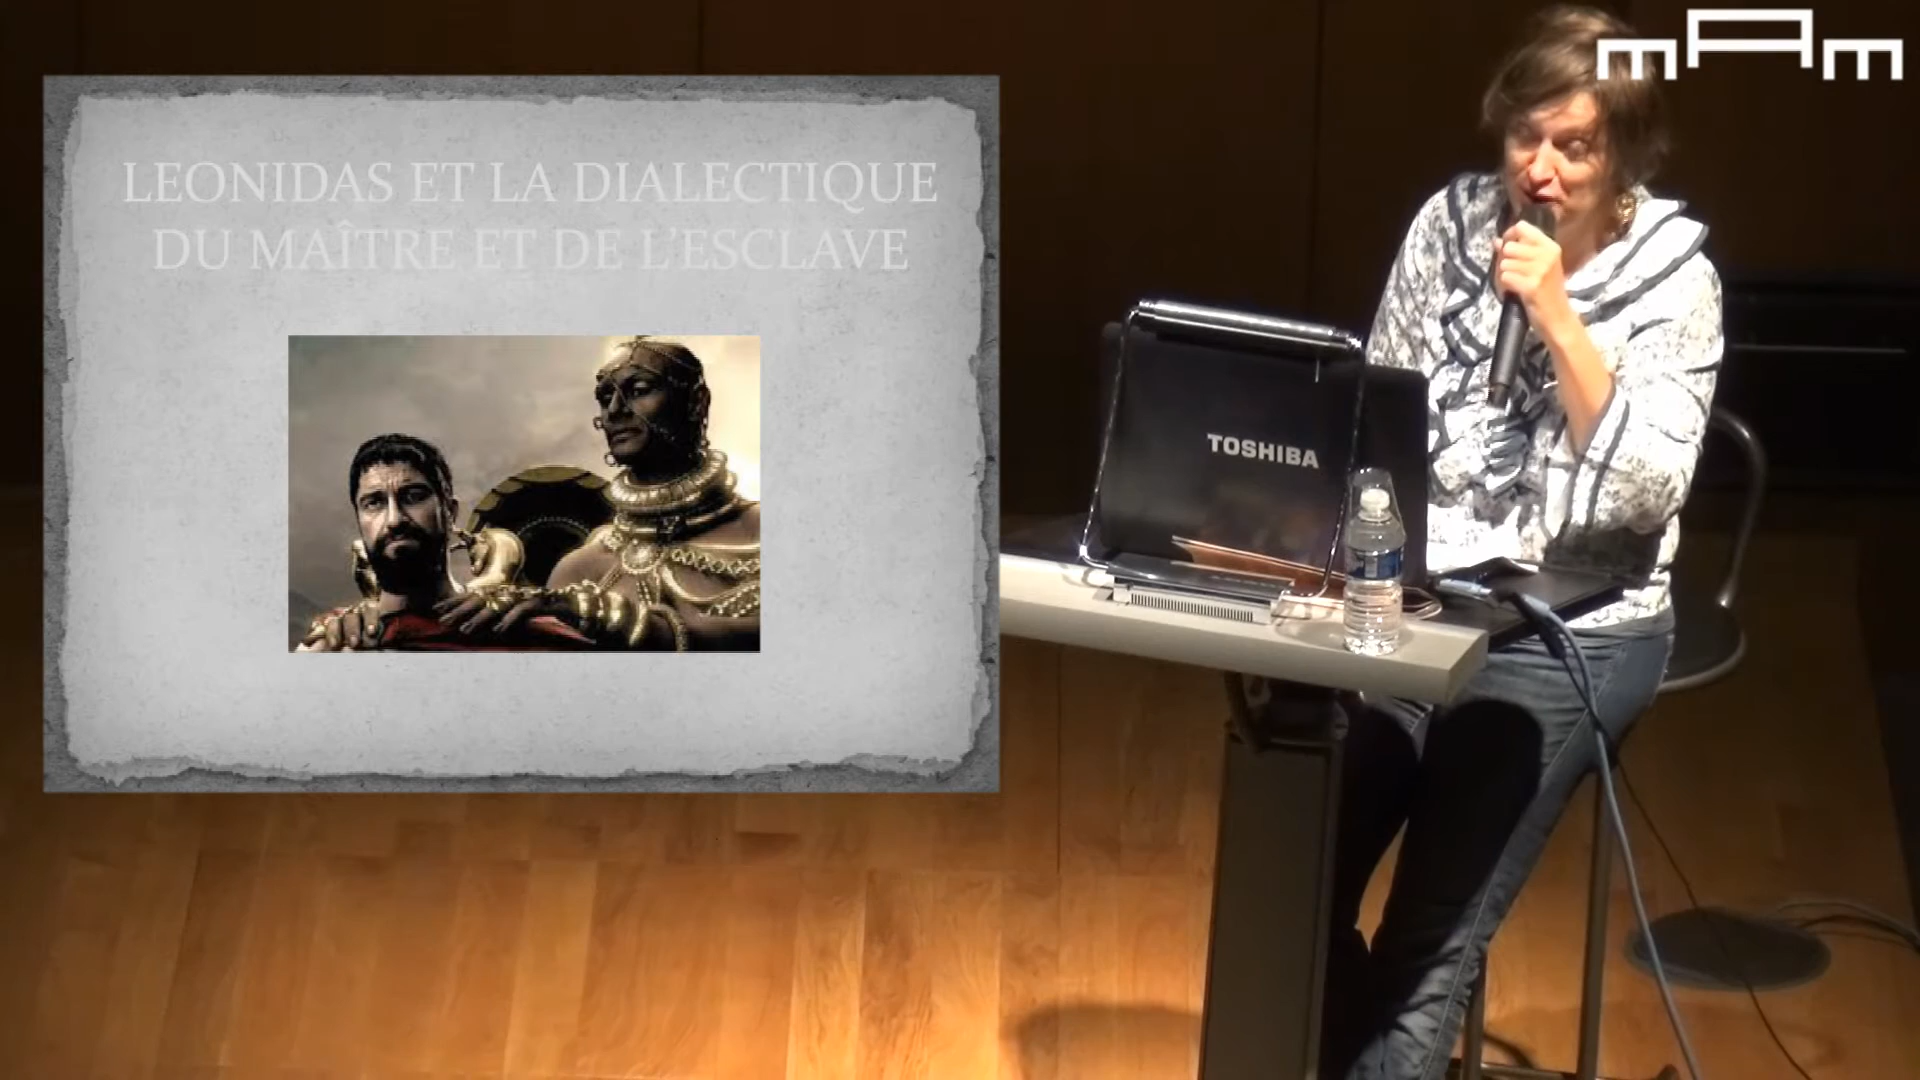 LEONIDAS ET LA DIALECTIQUE
DU MAÎTRE ET DE L'ESCLAVE
mAm
TOSHIBA